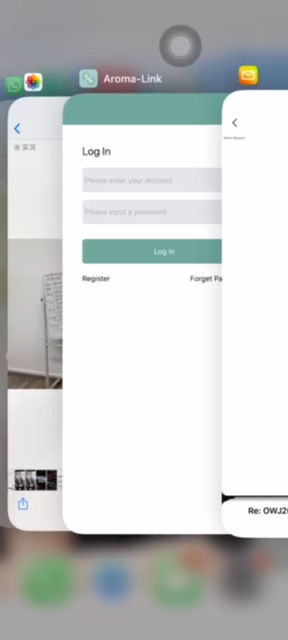 Aroma-Link
实况
Log In
Please enter your account
Please input a password
Log In
Register
Forget Pa
Re: OWJ20